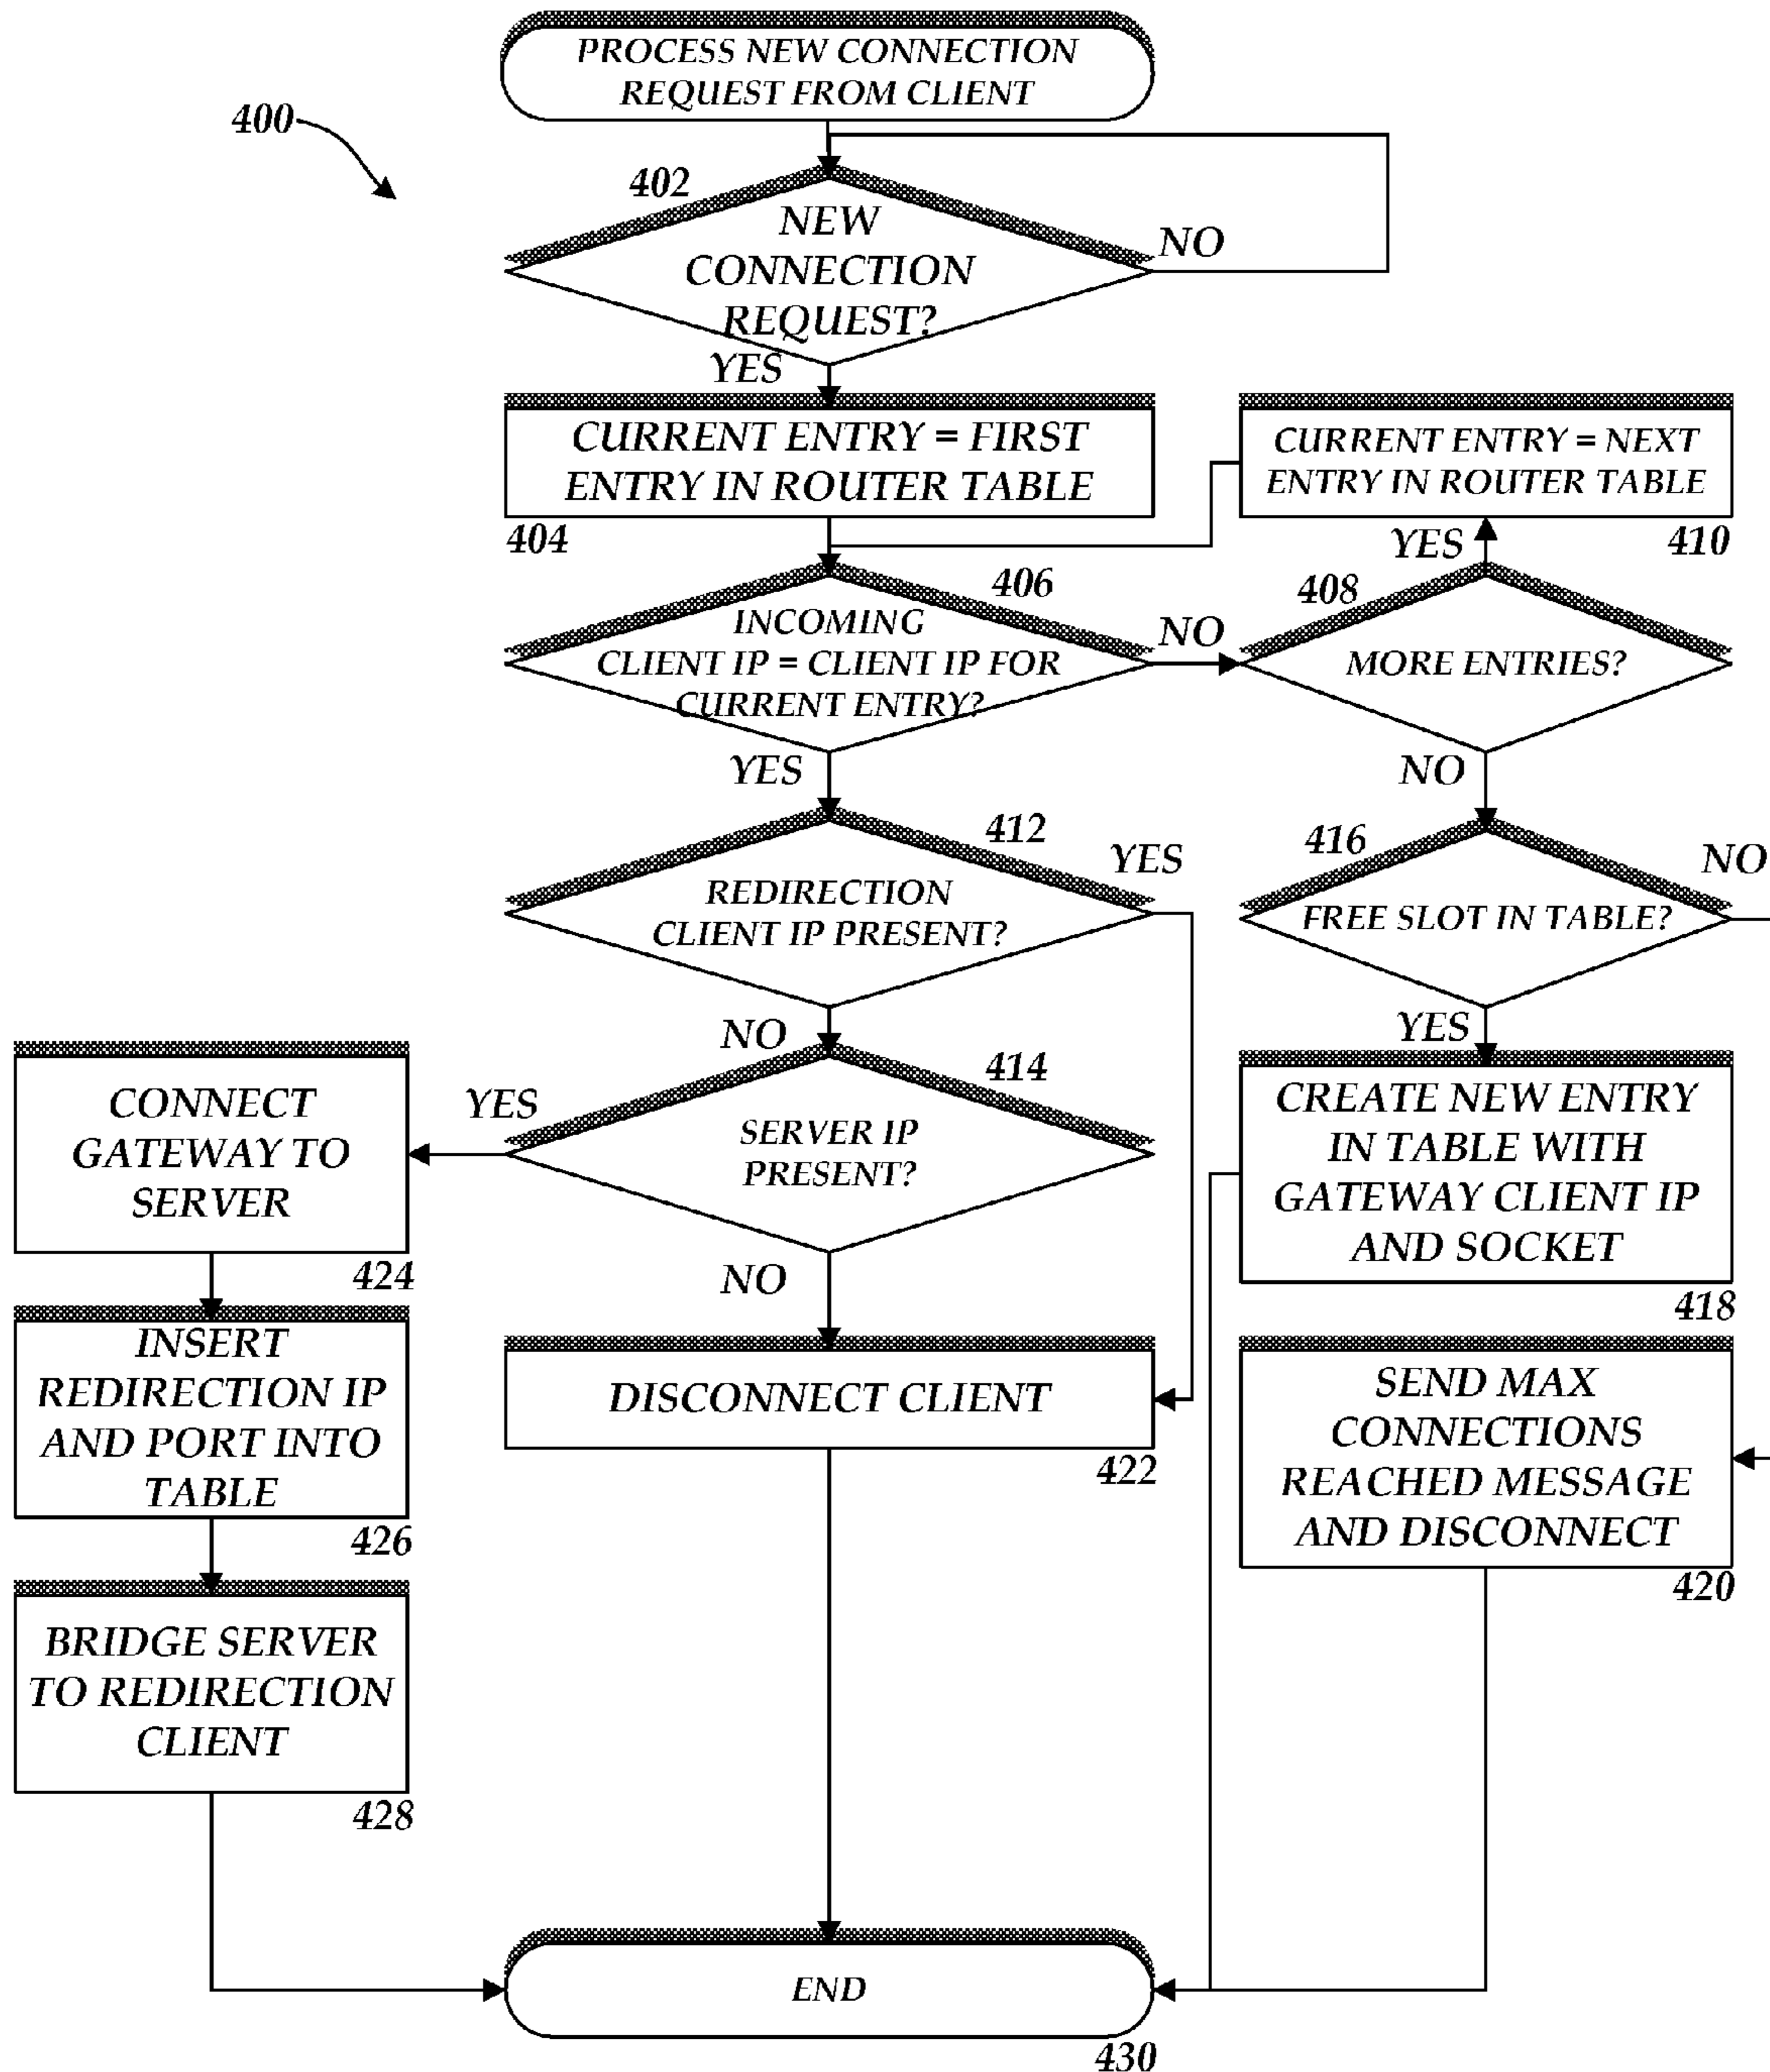 PROCESS NEW CONNECTION
REQUEST FROM CLIENT
400
402
NEW
CONNECTION
REQUEST?
NO
YES
CURRENT ENTRY = FIRST
ENTRY IN ROUTER TABLE
404
CURRENT ENTRY = NEXT
ENTRY IN ROUTER TABLE
410
YES
406
INCOMING
CLIENT IP = CLIENT IP FOR
CURRENT ENTRY?
NO
408
MORE ENTRIES?
YES
NO
412
REDIRECTION
CLIENT IP PRESENT?
YES
416
FREE SLOT IN TABLE?
NO
NO
YES
414
SERVER IP
PRESENT?
YES
NO
CONNECT
GATEWAY TO
SERVER
424
CREATE NEW ENTRY
IN TABLE WITH
GATEWAY CLIENT IP
AND SOCKET
418
INSERT
REDIRECTION IP
AND PORT INTO
TABLE
426
DISCONNECT CLIENT
422
SEND MAX
CONNECTIONS
REACHED MESSAGE
AND DISCONNECT
420
BRIDGE SERVER
TO REDIRECTION
CLIENT
428
END
430